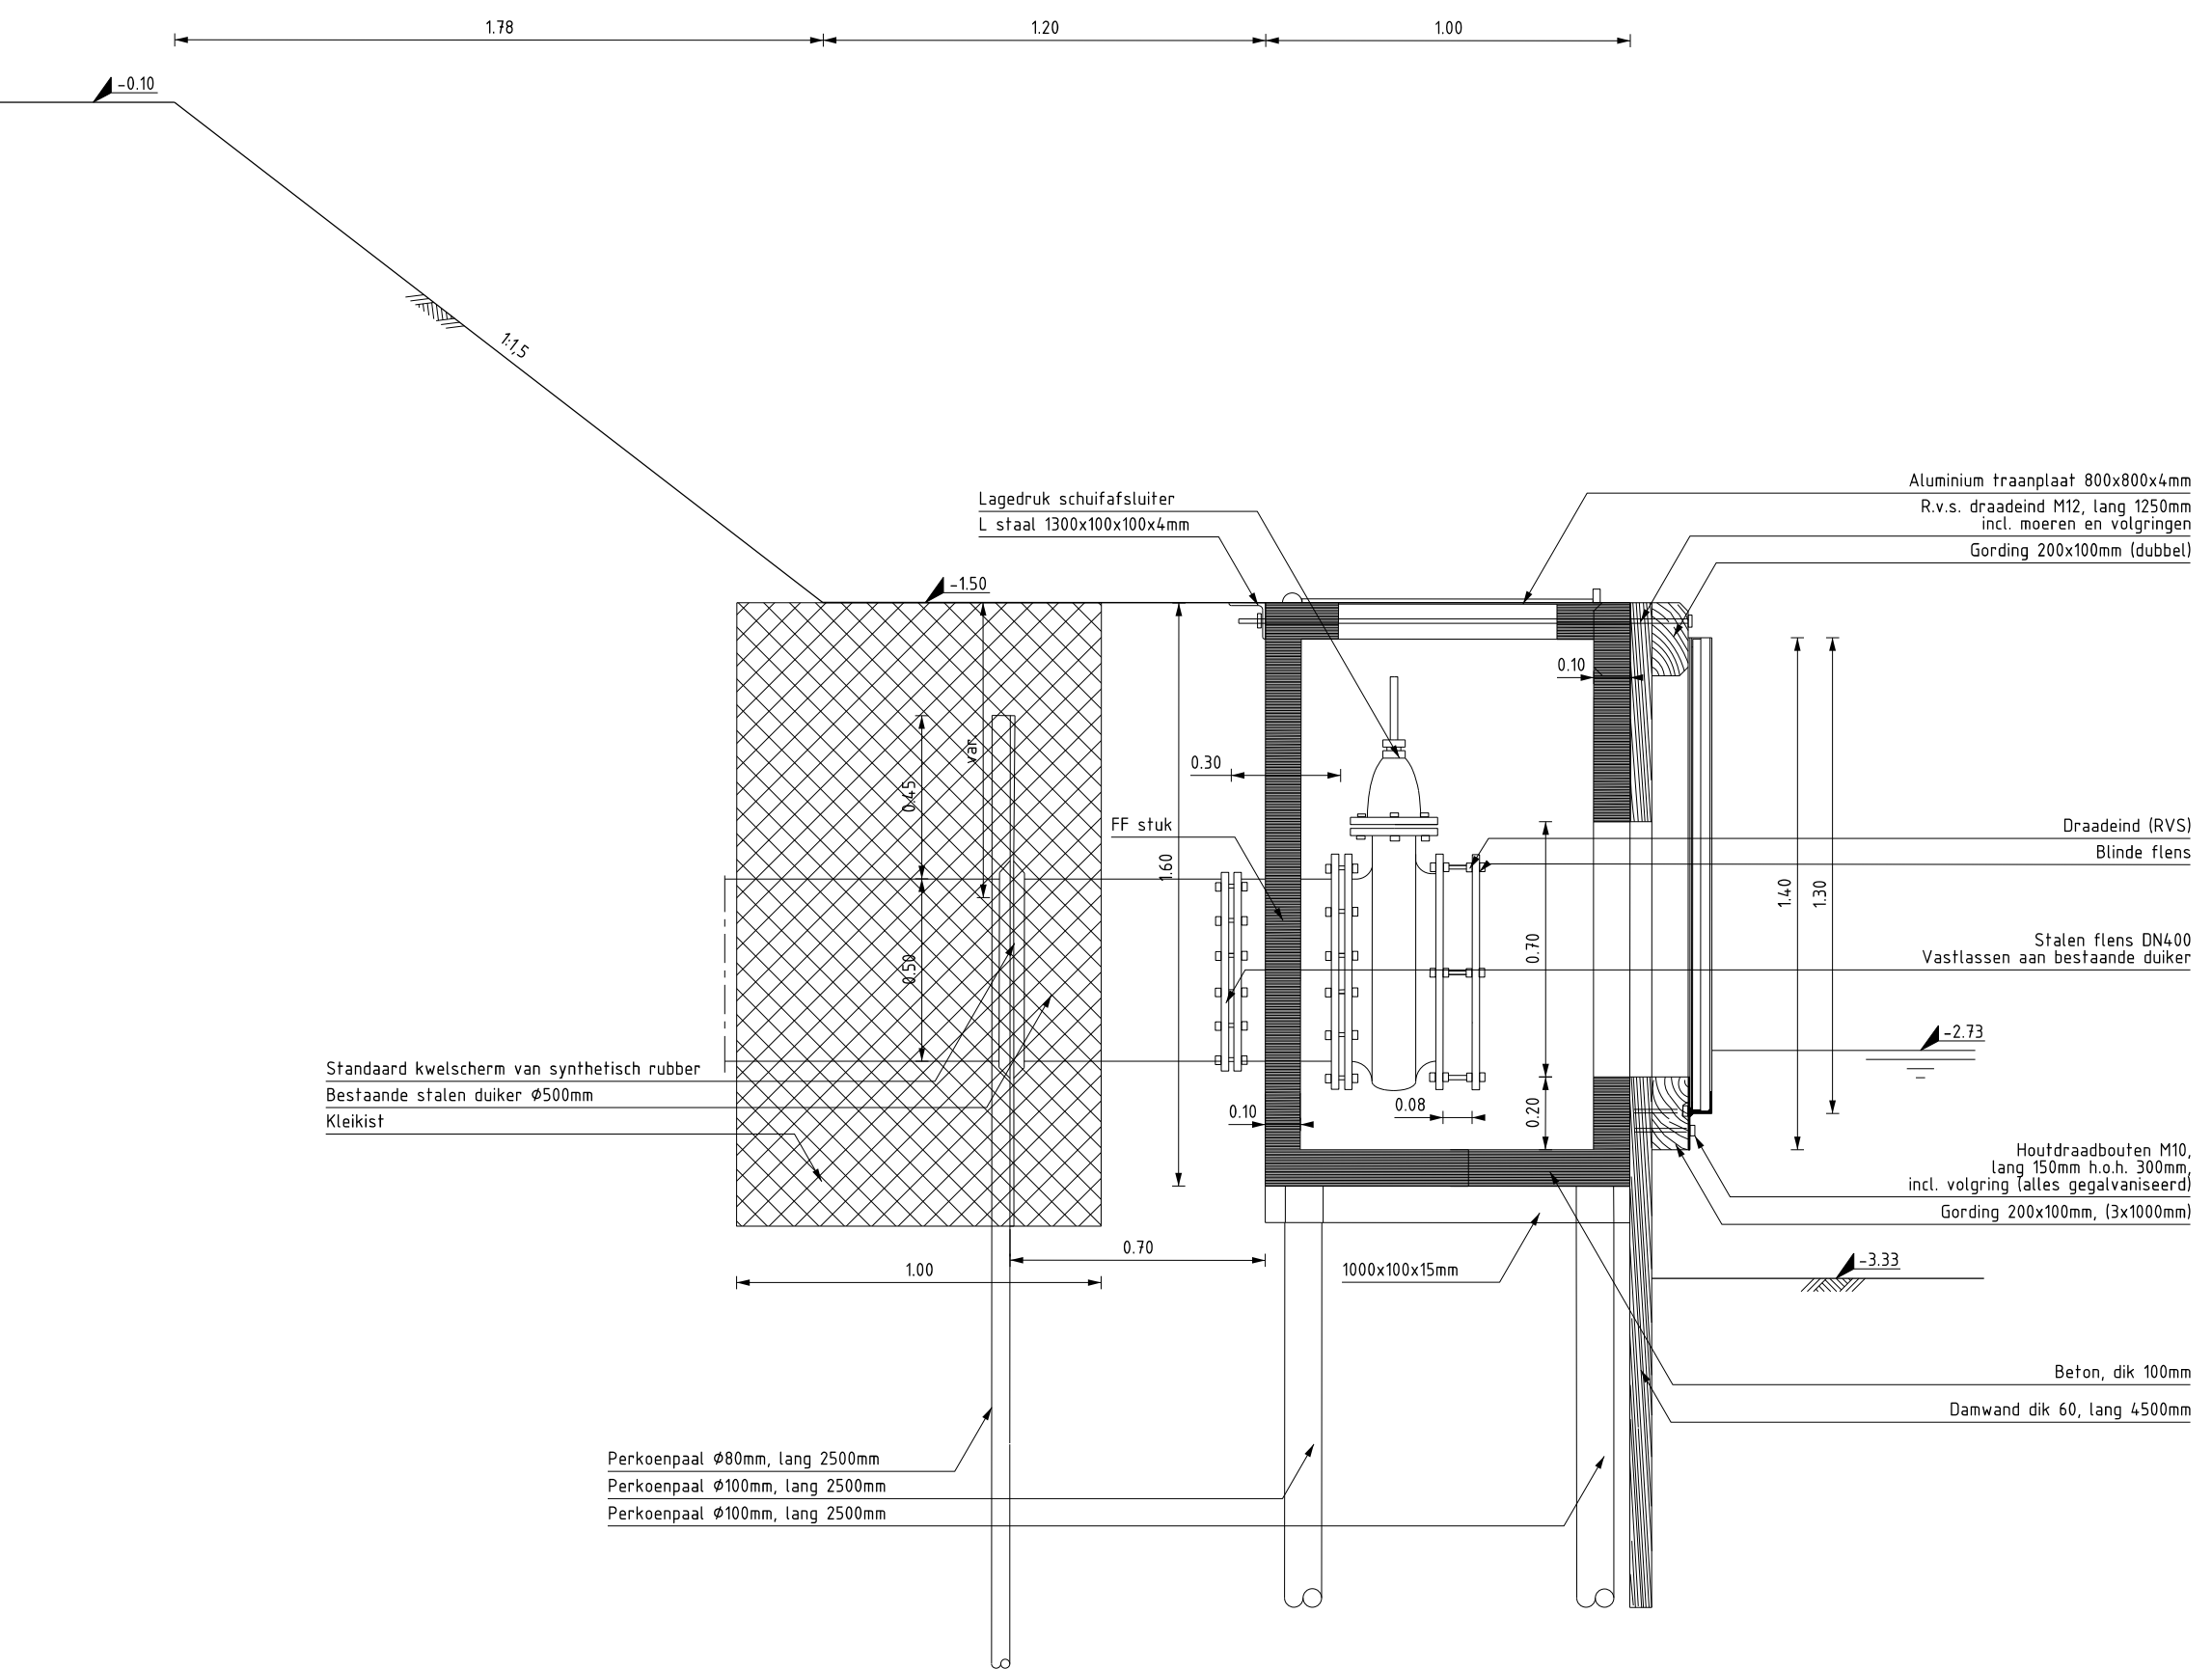 1.78
1.20
1.00
-0.10
1:1,5
Aluminium traanplaat 800x800x4mm
Lagedruk schuifafsluiter
R.v.s. draadeind M12, lang 1250mm
incl. moeren en volgringen
L staal 1300x100x100x4mm
Gording 200x100mm (dubbel)
-1.50
0.10
var.
0.30
0.45
FF stuk
Draadeind (RVS)
Blinde flens
1.60
1.40
1.30
0.70
0.50
Stalen flens DN400
Vastlassen aan bestaande duiker
-2.73
Standaard kwelscherm van synthetisch rubber
Bestaande stalen duiker Ø500mm
Kleikist
0.10
0.08
0.20
Houtdraadbouten M10,
lang 150mm h.o.h. 300mm,
incl. volgring (alles gegalvaniseerd)
Gording 200x100mm, (3x1000mm)
0.70
1.00
1000x100x15mm
-3.33
Beton, dik 100mm
Damwand dik 60, lang 4500mm
Perkoenpaal Ø80mm, lang 2500mm
Perkoenpaal Ø100mm, lang 2500mm
Perkoenpaal Ø100mm, lang 2500mm